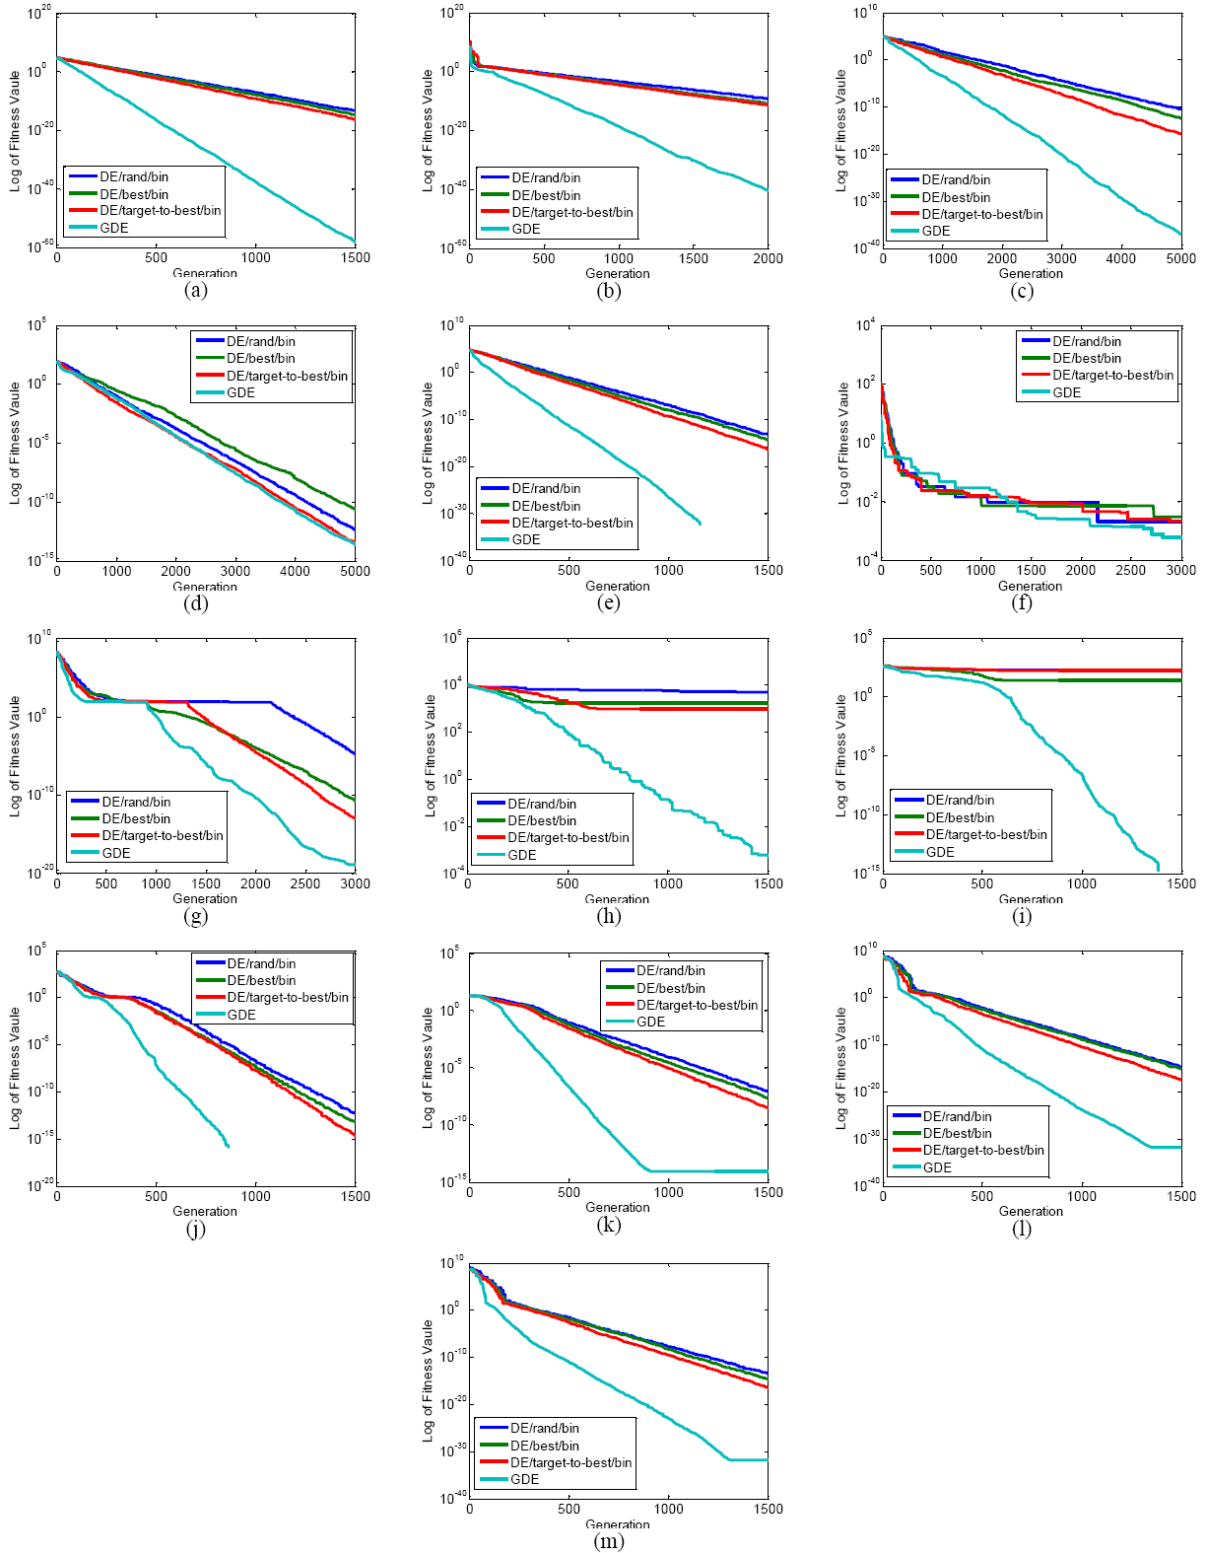 10^20
10^0
10^-20
10^-40
10^-60
0 500 1000 1500
Log of Fitness Vaule
Generation
DE/rand/bin
DE/best/bin
DE/target-to-best/bin
GDE
(a)
10^20
10^0
10^-20
10^-40
10^-60
0 500 1000 1500 2000
Log of Fitness Vaule
Generation
DE/rand/bin
DE/best/bin
DE/target-to-best/bin
GDE
(b)
10^10
10^0
10^-10
10^-20
10^-30
10^-40
0 1000 2000 3000 4000 5000
Log of Fitness Vaule
Generation
DE/rand/bin
DE/best/bin
DE/target-to-best/bin
GDE
(c)
10^5
10^0
10^-5
10^-10
10^-15
0 1000 2000 3000 4000 5000
Log of Fitness Vaule
Generation
DE/rand/bin
DE/best/bin
DE/target-to-best/bin
GDE
(d)
10^10
10^0
10^-10
10^-20
10^-30
10^-40
0 500 1000 1500
Log of Fitness Vaule
Generation
DE/rand/bin
DE/best/bin
DE/target-to-best/bin
GDE
(e)
10^4
10^2
10^0
10^-2
10^-4
0 500 1000 1500 2000 2500 3000
Log of Fitness Vaule
Generation
DE/rand/bin
DE/best/bin
DE/target-to-best/bin
GDE
(f)
10^10
10^0
10^-10
10^-20
0 500 1000 1500 2000 2500 3000
Log of Fitness Vaule
Generation
DE/rand/bin
DE/best/bin
DE/target-to-best/bin
GDE
(g)
10^6
10^4
10^2
10^0
10^-2
10^-4
0 500 1000 1500
Log of Fitness Vaule
Generation
DE/rand/bin
DE/best/bin
DE/target-to-best/bin
GDE
(h)
10^5
10^0
10^-5
10^-10
10^-15
0 500 1000 1500
Log of Fitness Vaule
Generation
DE/rand/bin
DE/best/bin
DE/target-to-best/bin
GDE
(i)
10^5
10^0
10^-5
10^-10
10^-15
10^-20
0 500 1000 1500
Log of Fitness Vaule
Generation
DE/rand/bin
DE/best/bin
DE/target-to-best/bin
GDE
(j)
10^5
10^0
10^-5
10^-10
10^-15
0 500 1000 1500
Log of Fitness Vaule
Generation
DE/rand/bin
DE/best/bin
DE/target-to-best/bin
GDE
(k)
10^10
10^0
10^-10
10^-20
10^-30
10^-40
0 500 1000 1500
Log of Fitness Vaule
Generation
DE/rand/bin
DE/best/bin
DE/target-to-best/bin
GDE
(l)
10^10
10^0
10^-10
10^-20
10^-30
10^-40
0 500 1000 1500
Log of Fitness Vaule
Generation
DE/rand/bin
DE/best/bin
DE/target-to-best/bin
GDE
(m)